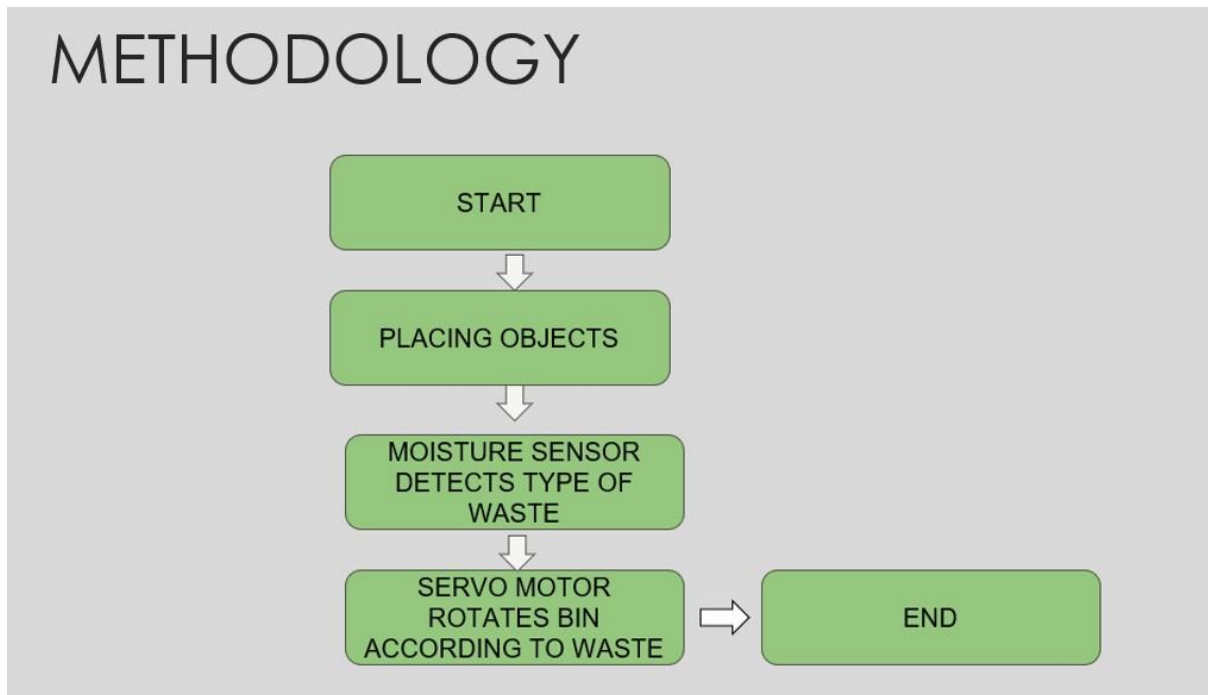 METHODOLOGY
START
PLACING OBJECTS
MOISTURE SENSOR
DETECTS TYPE OF
WASTE
SERVO MOTOR
ROTATES BIN
ACCORDING TO WASTE
END